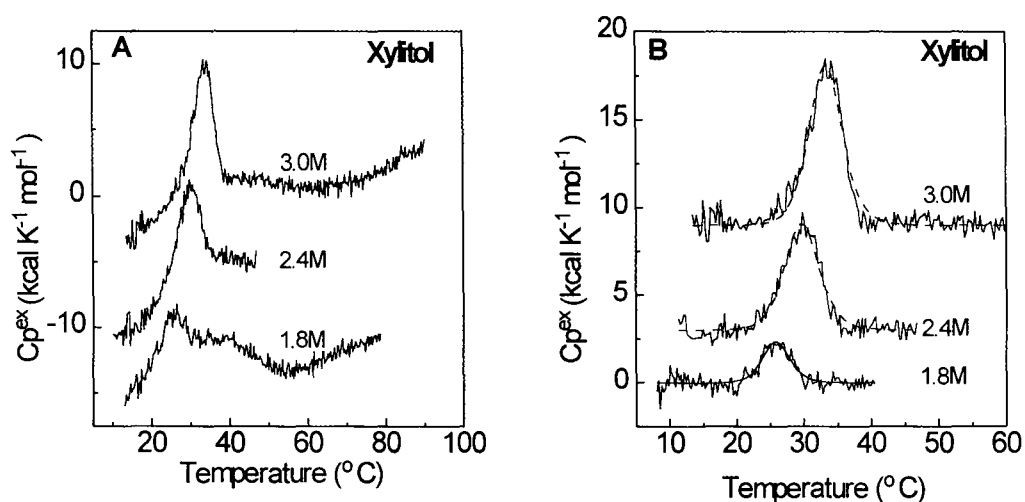 A
Xylitol
10
0
-10
3.0M
2.4M
1.8M
20
40
60
80
100
Temperature (°C)
Cp^ex (kcal K^-1 mol^-1)
B
Xylitol
20
15
10
5
0
3.0M
2.4M
1.8M
10
20
30
40
50
60
Temperature (°C)
Cp^ex (kcal K^-1 mol^-1)